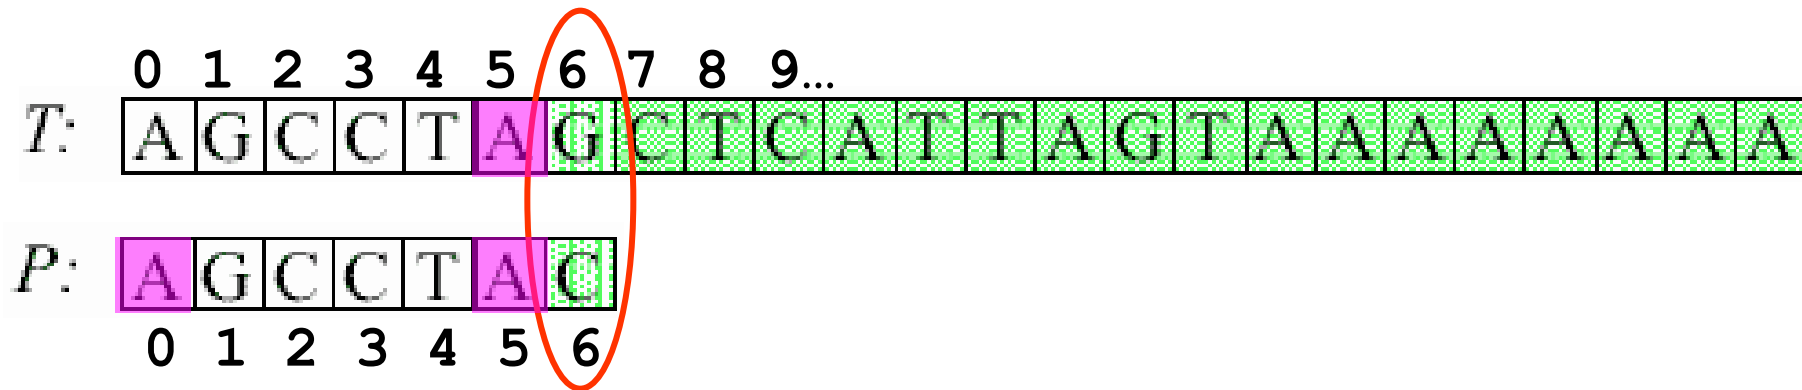 0 1 2 3 4 5 6 7 8 9...
T: A G C C T A G C T C A T T A G T A A A A A A A A
P: A G C C T A C
0 1 2 3 4 5 6